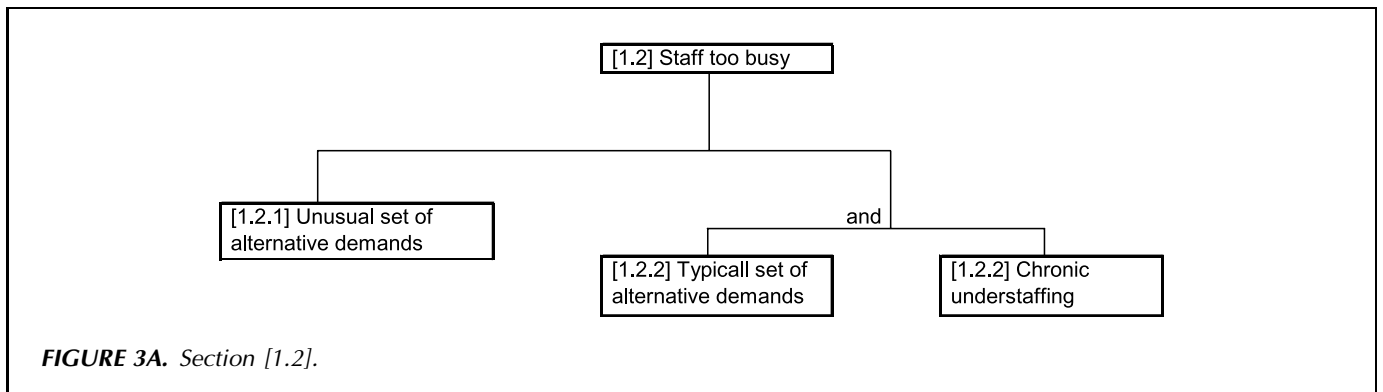 [1.2] Staff too busy
[1.2.1] Unusual set of
alternative demands
and
[1.2.2] Typicall set of
alternative demands
[1.2.2] Chronic
understaffing
FIGURE 3A. Section [1.2].